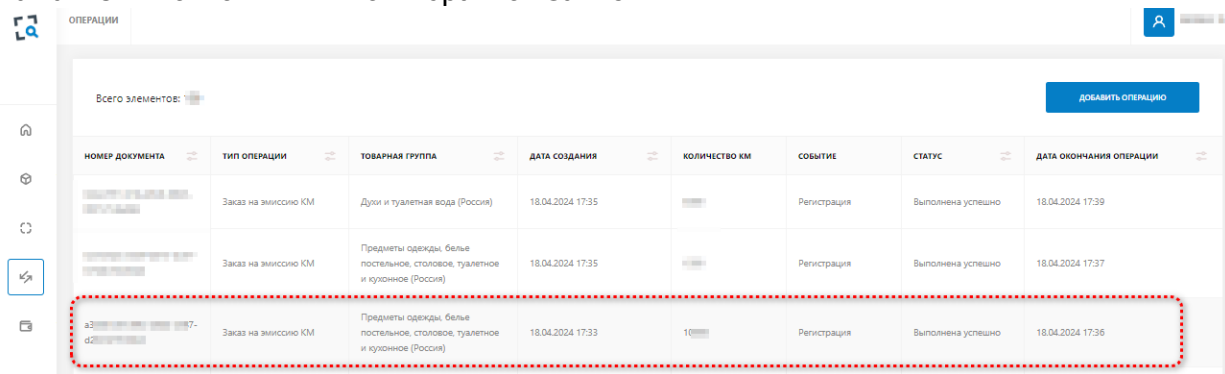 ОПЕРАЦИИ
Всего элементов:
ДОБАВИТЬ ОПЕРАЦИЮ
НОМЕР ДОКУМЕНТА ТИП ОПЕРАЦИИ ТОВАРНАЯ ГРУППА ДАТА СОЗДАНИЯ КОЛИЧЕСТВО КМ СОБЫТИЕ СТАТУС ДАТА ОКОНЧАНИЯ ОПЕРАЦИИ
Заказ на эмиссию КМ Духи и туалетная вода (Россия) 18.04.2024 17:35 Регистрация Выполнена успешно 18.04.2024 17:39
Предметы одежды, белье
Заказ на эмиссию КМ постельное, столовое, туалетное 18.04.2024 17:35 Регистрация Выполнена успешно 18.04.2024 17:37
и кухонное (Россия)
Предметы одежды, белье
Заказ на эмиссию КМ постельное, столовое, туалетное 18.04.2024 17:33 Регистрация Выполнена успешно 18.04.2024 17:36
и кухонное (Россия)